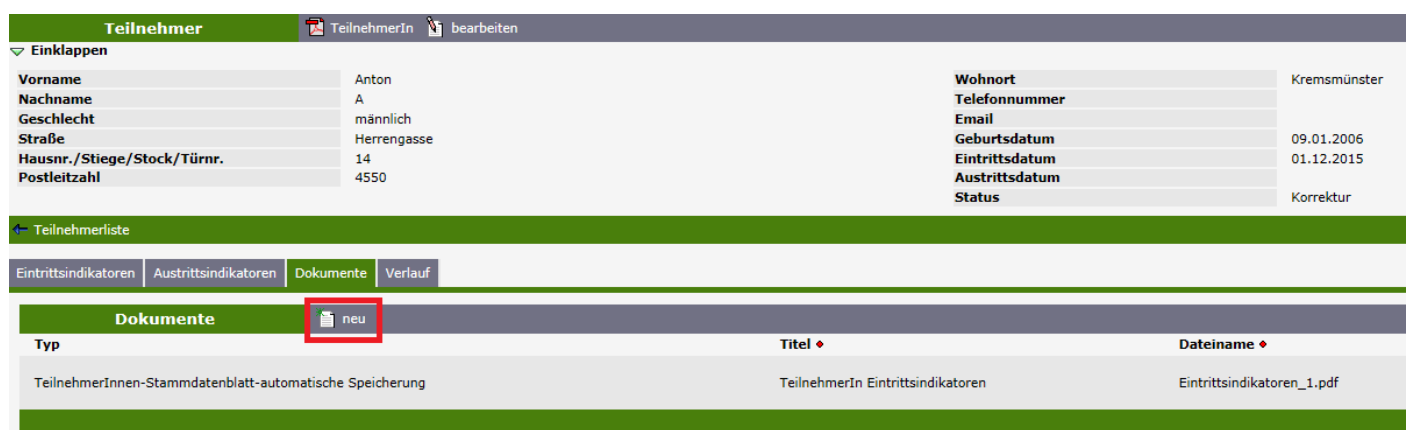 Teilnehmer TeilnehmerIn bearbeiten
Einklappen
Vorname Anton Wohnort Kremsmünster
Nachname A Telefonnummer
Geschlecht männlich Email
Straße Herrengasse Geburtsdatum 09.01.2006
Hausnr./Stiege/Stock/Türnr. 14 Eintrittsdatum 01.12.2015
Postleitzahl 4550 Austrittsdatum
Status Korrektur
Teilnehmerliste
Eintrittsindikatoren Austrittsindikatoren Dokumente Verlauf
Dokumente neu
Typ Titel Dateiname
TeilnehmerInnen-Stammdatenblatt-automatische Speicherung TeilnehmerIn Eintrittsindikatoren Eintrittsindikatoren_1.pdf